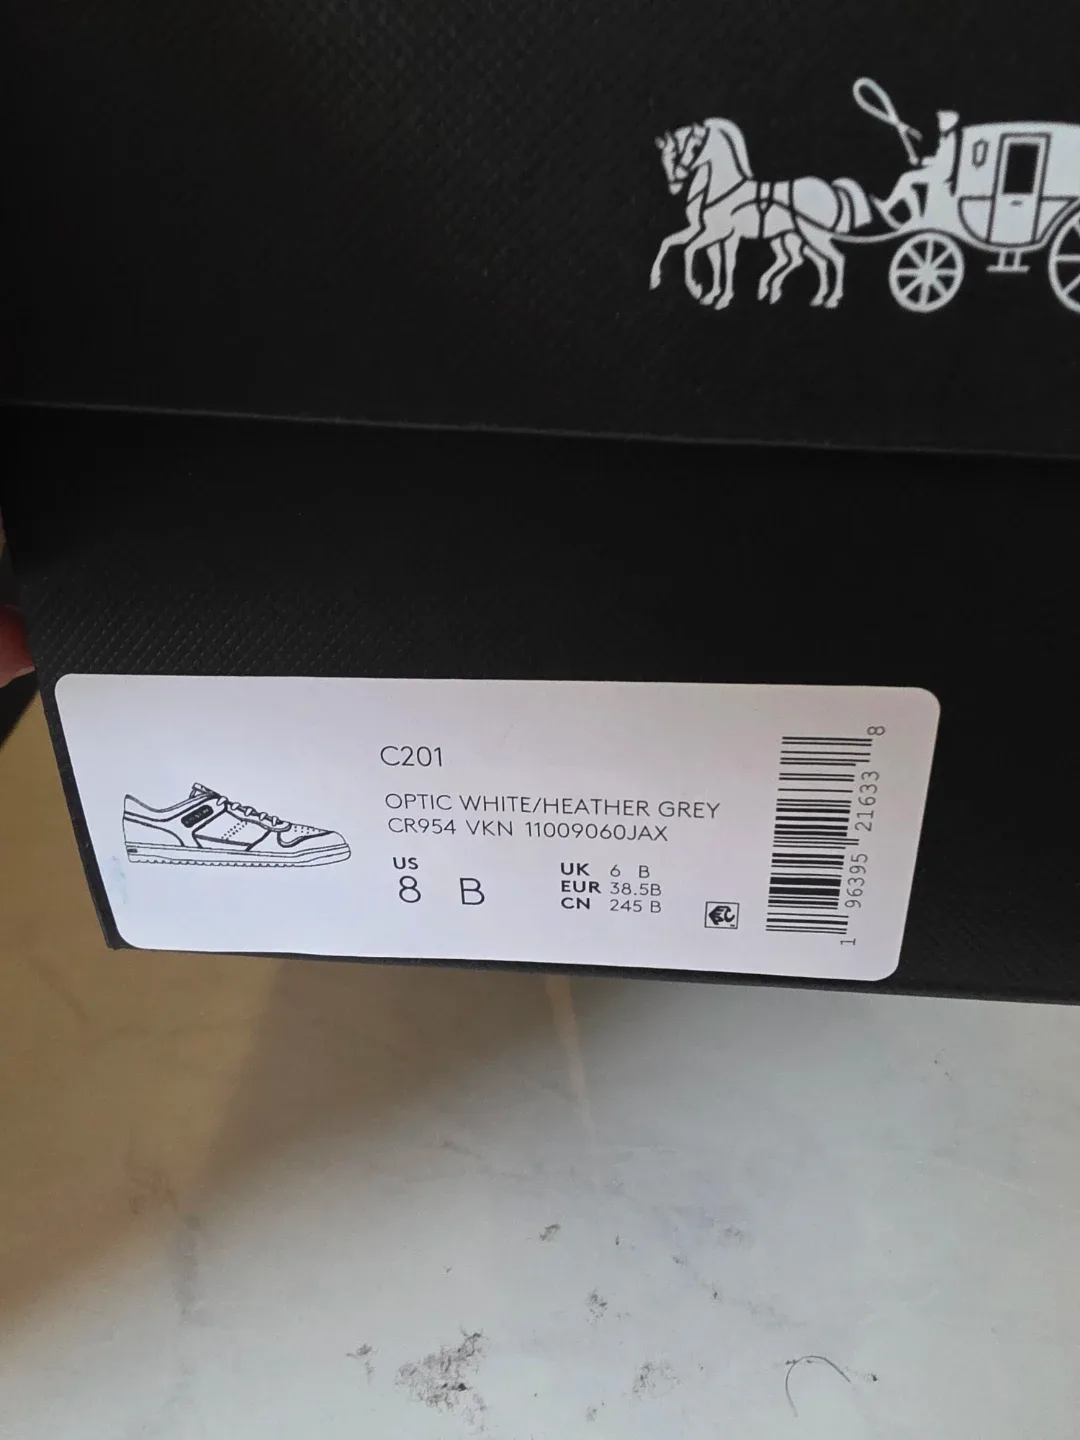 C201
OPTIC WHITE/HEATHER GREY
CR954 VKN 11009060JAX
US
8 B
UK 6 B
EUR 38.5B
CN 245 B
1 96395 21633 8